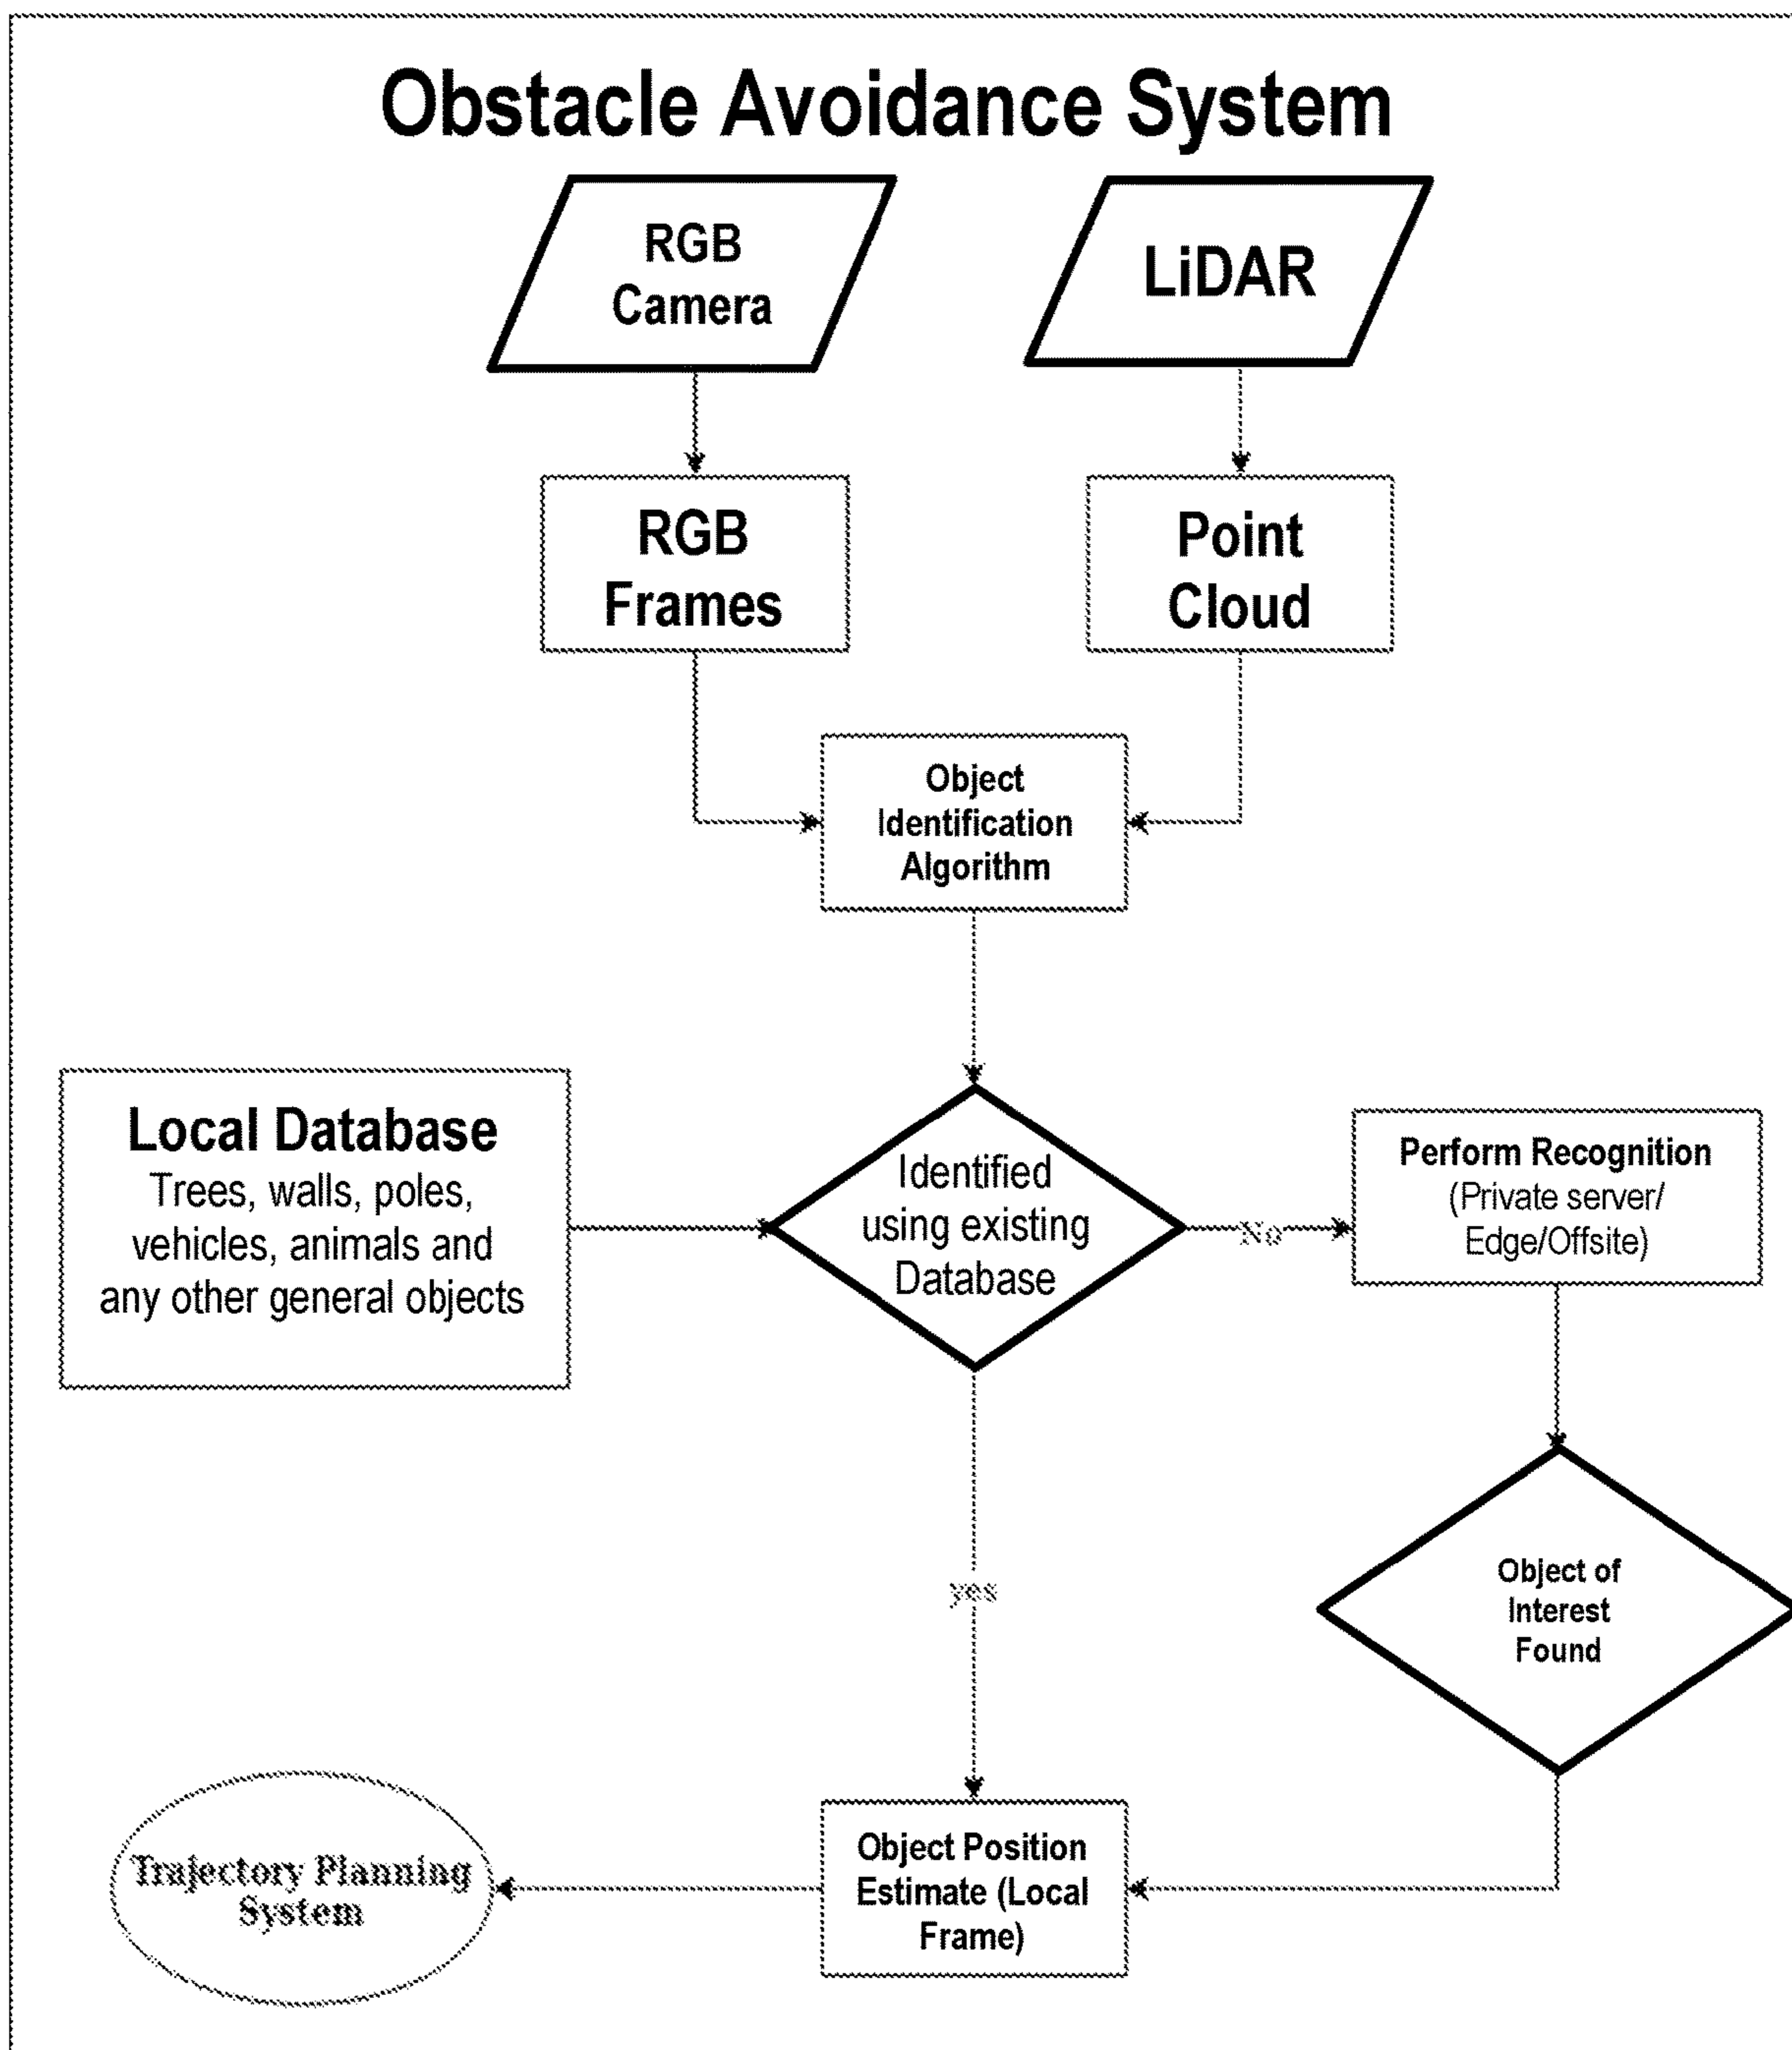 Obstacle Avoidance System
RGB
Camera
LiDAR
RGB
Frames
Point
Cloud
Object
Identification
Algorithm
Local Database
Trees, walls, poles,
vehicles, animals and
any other general objects
Identified
using existing
Database
No
Perform Recognition
(Private server/
Edge/Offsite)
Object of
Interest
Found
yes
Object Position
Estimate (Local
Frame)
Trajectory Planning
System